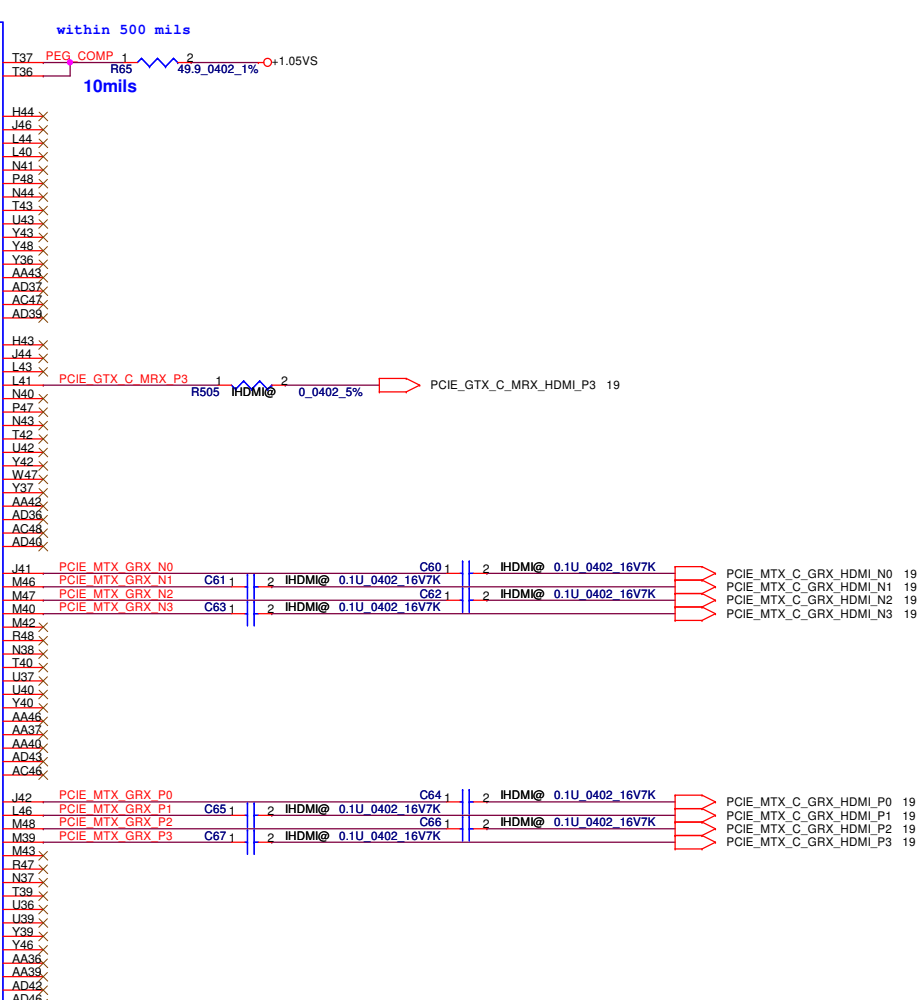 within 500 mils
T37 PEG_COMP 1 2 +1.05VS
T36 R65 49.9_0402_1%
10mils
H44
J46
L44
L40
N41
P48
N44
T43
U43
Y43
Y48
Y36
AA43
AD37
AC47
AD39
H43
J44
L43
L41 PCIE_GTX_C_MRX_P3 1 2 PCIE_GTX_C_MRX_HDMI_P3 19
R505 IHDMI@ 0_0402_5%
N40
P47
N43
T42
U42
Y42
W47
Y37
AA42
AD36
AC48
AD40
J41 PCIE_MTX_GRX_N0 C60 1 2 IHDMI@ 0.1U_0402_16V7K PCIE_MTX_C_GRX_HDMI_N0 19
M46 PCIE_MTX_GRX_N1 C61 1 2 IHDMI@ 0.1U_0402_16V7K PCIE_MTX_C_GRX_HDMI_N1 19
M47 PCIE_MTX_GRX_N2 C62 1 2 IHDMI@ 0.1U_0402_16V7K PCIE_MTX_C_GRX_HDMI_N2 19
M40 PCIE_MTX_GRX_N3 C63 1 2 IHDMI@ 0.1U_0402_16V7K PCIE_MTX_C_GRX_HDMI_N3 19
M42
R48
N38
T40
U37
U40
Y40
AA46
AA37
AA40
AD43
AC46
J42 PCIE_MTX_GRX_P0 C64 1 2 IHDMI@ 0.1U_0402_16V7K PCIE_MTX_C_GRX_HDMI_P0 19
L46 PCIE_MTX_GRX_P1 C65 1 2 IHDMI@ 0.1U_0402_16V7K PCIE_MTX_C_GRX_HDMI_P1 19
M48 PCIE_MTX_GRX_P2 C66 1 2 IHDMI@ 0.1U_0402_16V7K PCIE_MTX_C_GRX_HDMI_P2 19
M39 PCIE_MTX_GRX_P3 C67 1 2 IHDMI@ 0.1U_0402_16V7K PCIE_MTX_C_GRX_HDMI_P3 19
M43
R47
N37
T39
U36
U39
Y39
Y46
AA36
AA39
AD42
AD46